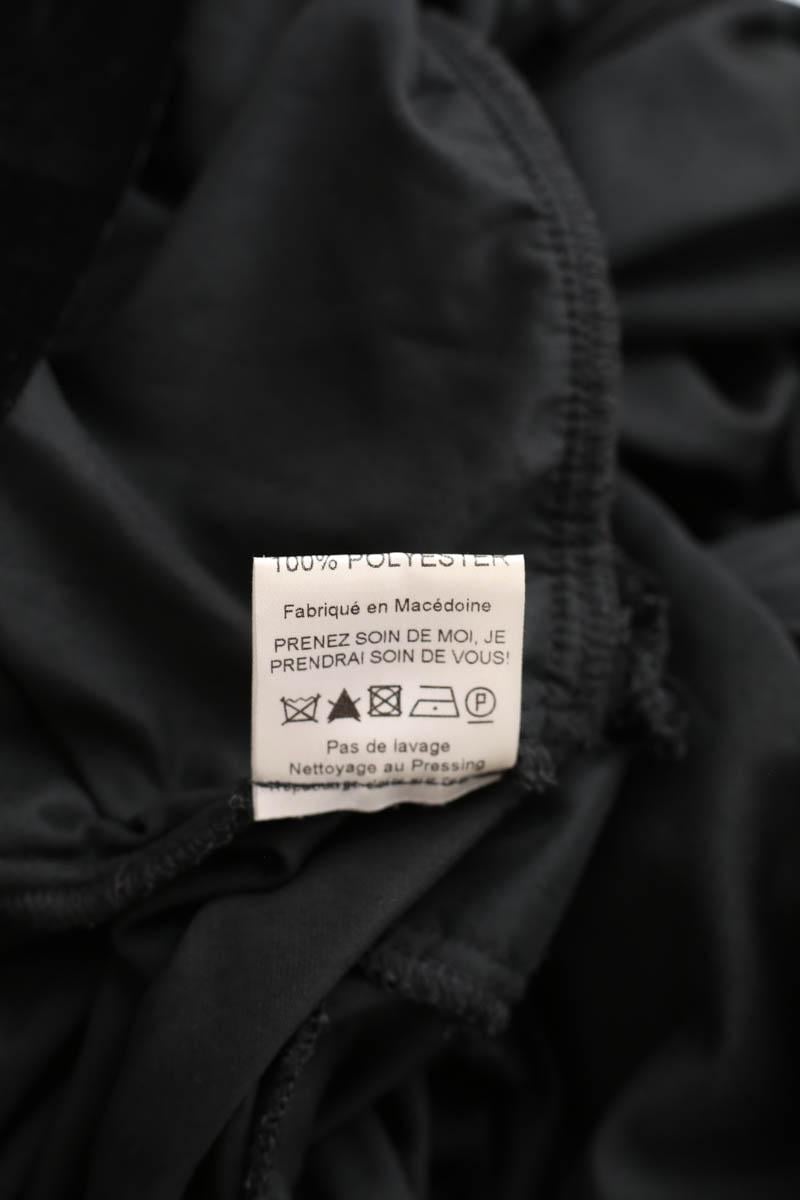 100% POLYESTER
Fabriqué en Macédoine
PRENEZ SOIN DE MOI, JE
PRENDRAI SOIN DE VOUS!
P
Pas de lavage
Nettoyage au Pressing